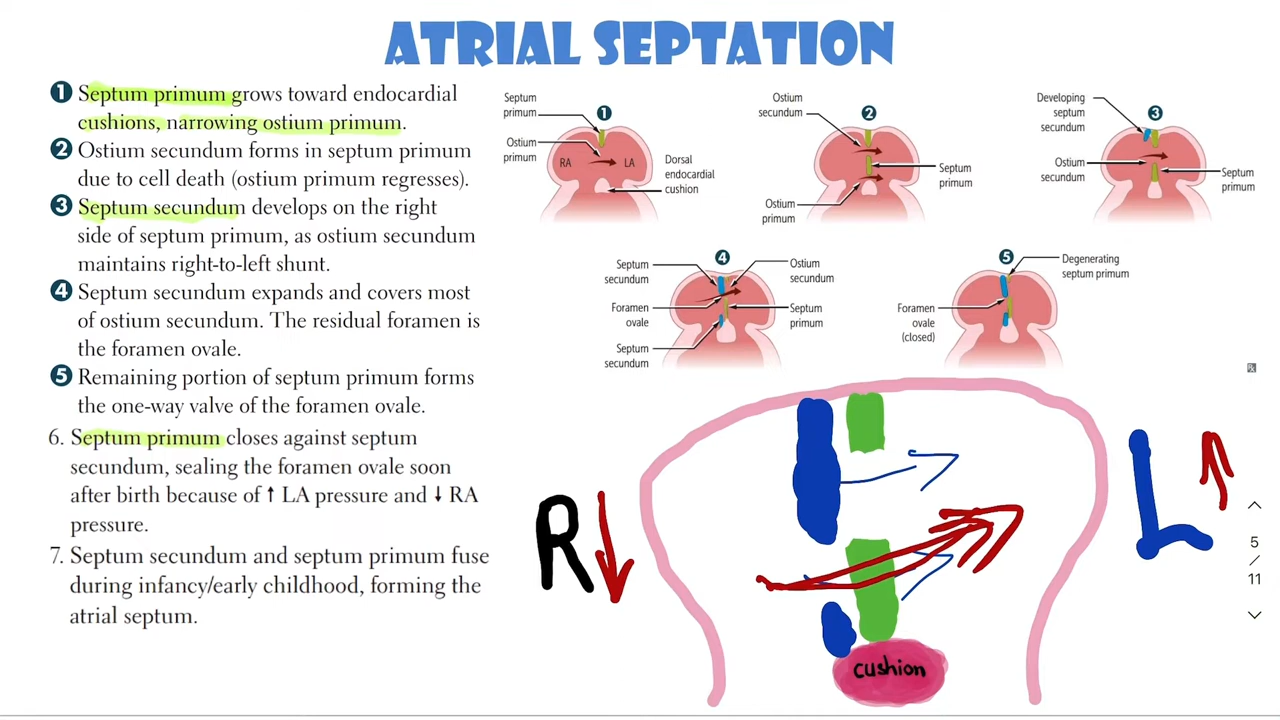 ATRIAL SEPTATION
1 Septum primum grows toward endocardial
cushions, narrowing ostium primum.
2 Ostium secundum forms in septum primum
due to cell death (ostium primum regresses).
3 Septum secundum develops on the right
side of septum primum, as ostium secundum
maintains right-to-left shunt.
4 Septum secundum expands and covers most
of ostium secundum. The residual foramen is
the foramen ovale.
5 Remaining portion of septum primum forms
the one-way valve of the foramen ovale.
6. Septum primum closes against septum
secundum, sealing the foramen ovale soon
after birth because of ↑ LA pressure and ↓ RA
pressure.
7. Septum secundum and septum primum fuse
during infancy/early childhood, forming the
atrial septum.
1
Septum
primum
Ostium
primum
RA
LA
Dorsal
endocardial
cushion
2
Ostium
secundum
Septum
primum
Ostium
primum
3
Developing
septum
secundum
Ostium
secundum
Septum
primum
4
Septum
secundum
Ostium
secundum
Foramen
ovale
Septum
primum
Septum
secundum
5
Degenerating
septum primum
Foramen
ovale
(closed)
R
L
cushion
5
/
11